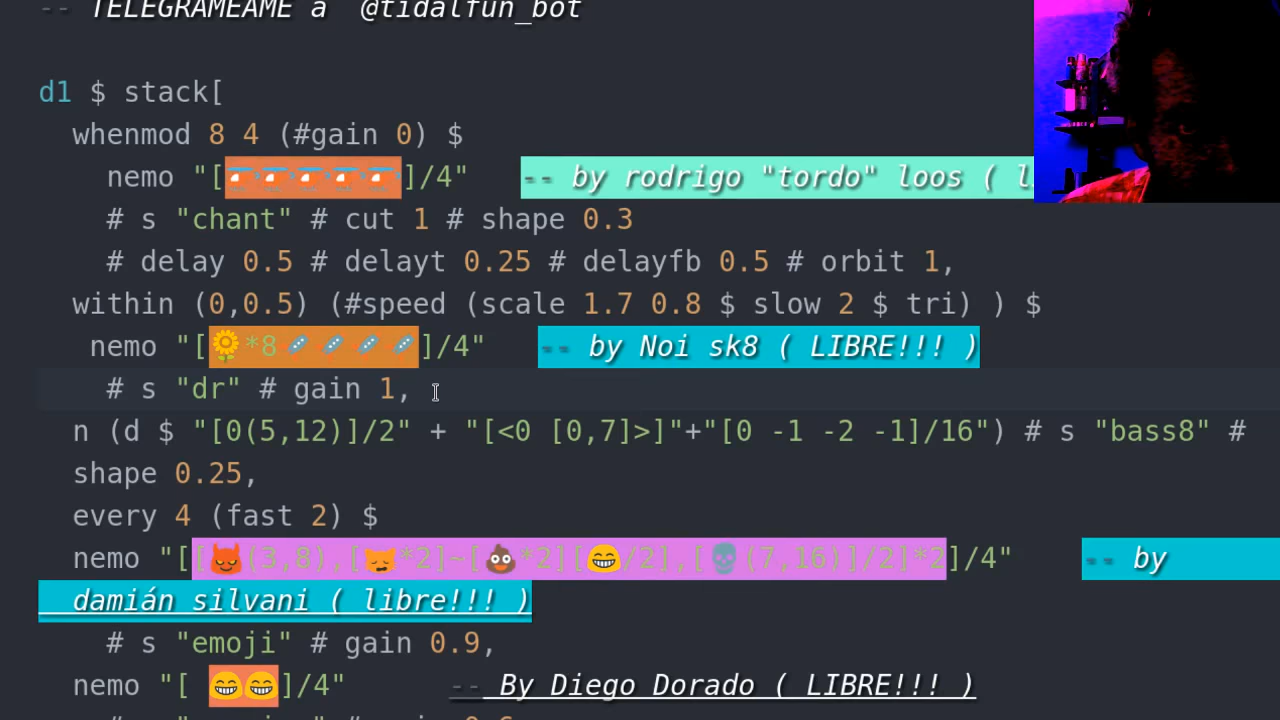 -- TELEGRAMEAME a @tidalfun_bot
d1 $ stack[
whenmod 8 4 (#gain 0) $
nemo "[🚁🚁🚁🚁🚁]/4" -- by rodrigo "tordo" loos ( l
# s "chant" # cut 1 # shape 0.3
# delay 0.5 # delayt 0.25 # delayfb 0.5 # orbit 1,
within (0,0.5) (#speed (scale 1.7 0.8 $ slow 2 $ tri) ) $
nemo "[🌻*8🩹🩹🩹🩹]/4" -- by Noi sk8 ( LIBRE!!! )
# s "dr" # gain 1,
n (d $ "[0(5,12)]/2" + "[<0 [0,7]>]"+"[0 -1 -2 -1]/16") # s "bass8" #
shape 0.25,
every 4 (fast 2) $
nemo "[[😈(3,8),[😿*2]~[💩*2][😁/2],[💀(7,16)]/2]*2]/4" -- by
damián silvani ( libre!!! )
# s "emoji" # gain 0.9,
nemo "[ 😁😁]/4" -- By Diego Dorado ( LIBRE!!! )